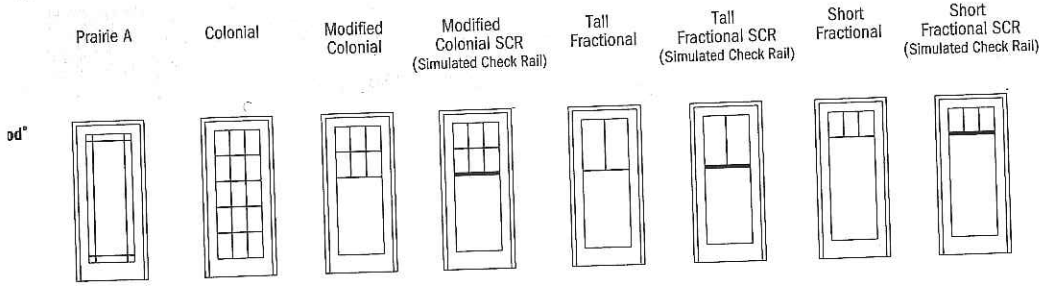 Prairie A
Colonial
Modified
Colonial
Modified
Colonial SCR
(Simulated Check Rail)
Tall
Fractional
Tall
Fractional SCR
(Simulated Check Rail)
Short
Fractional
Short
Fractional SCR
(Simulated Check Rail)
od°